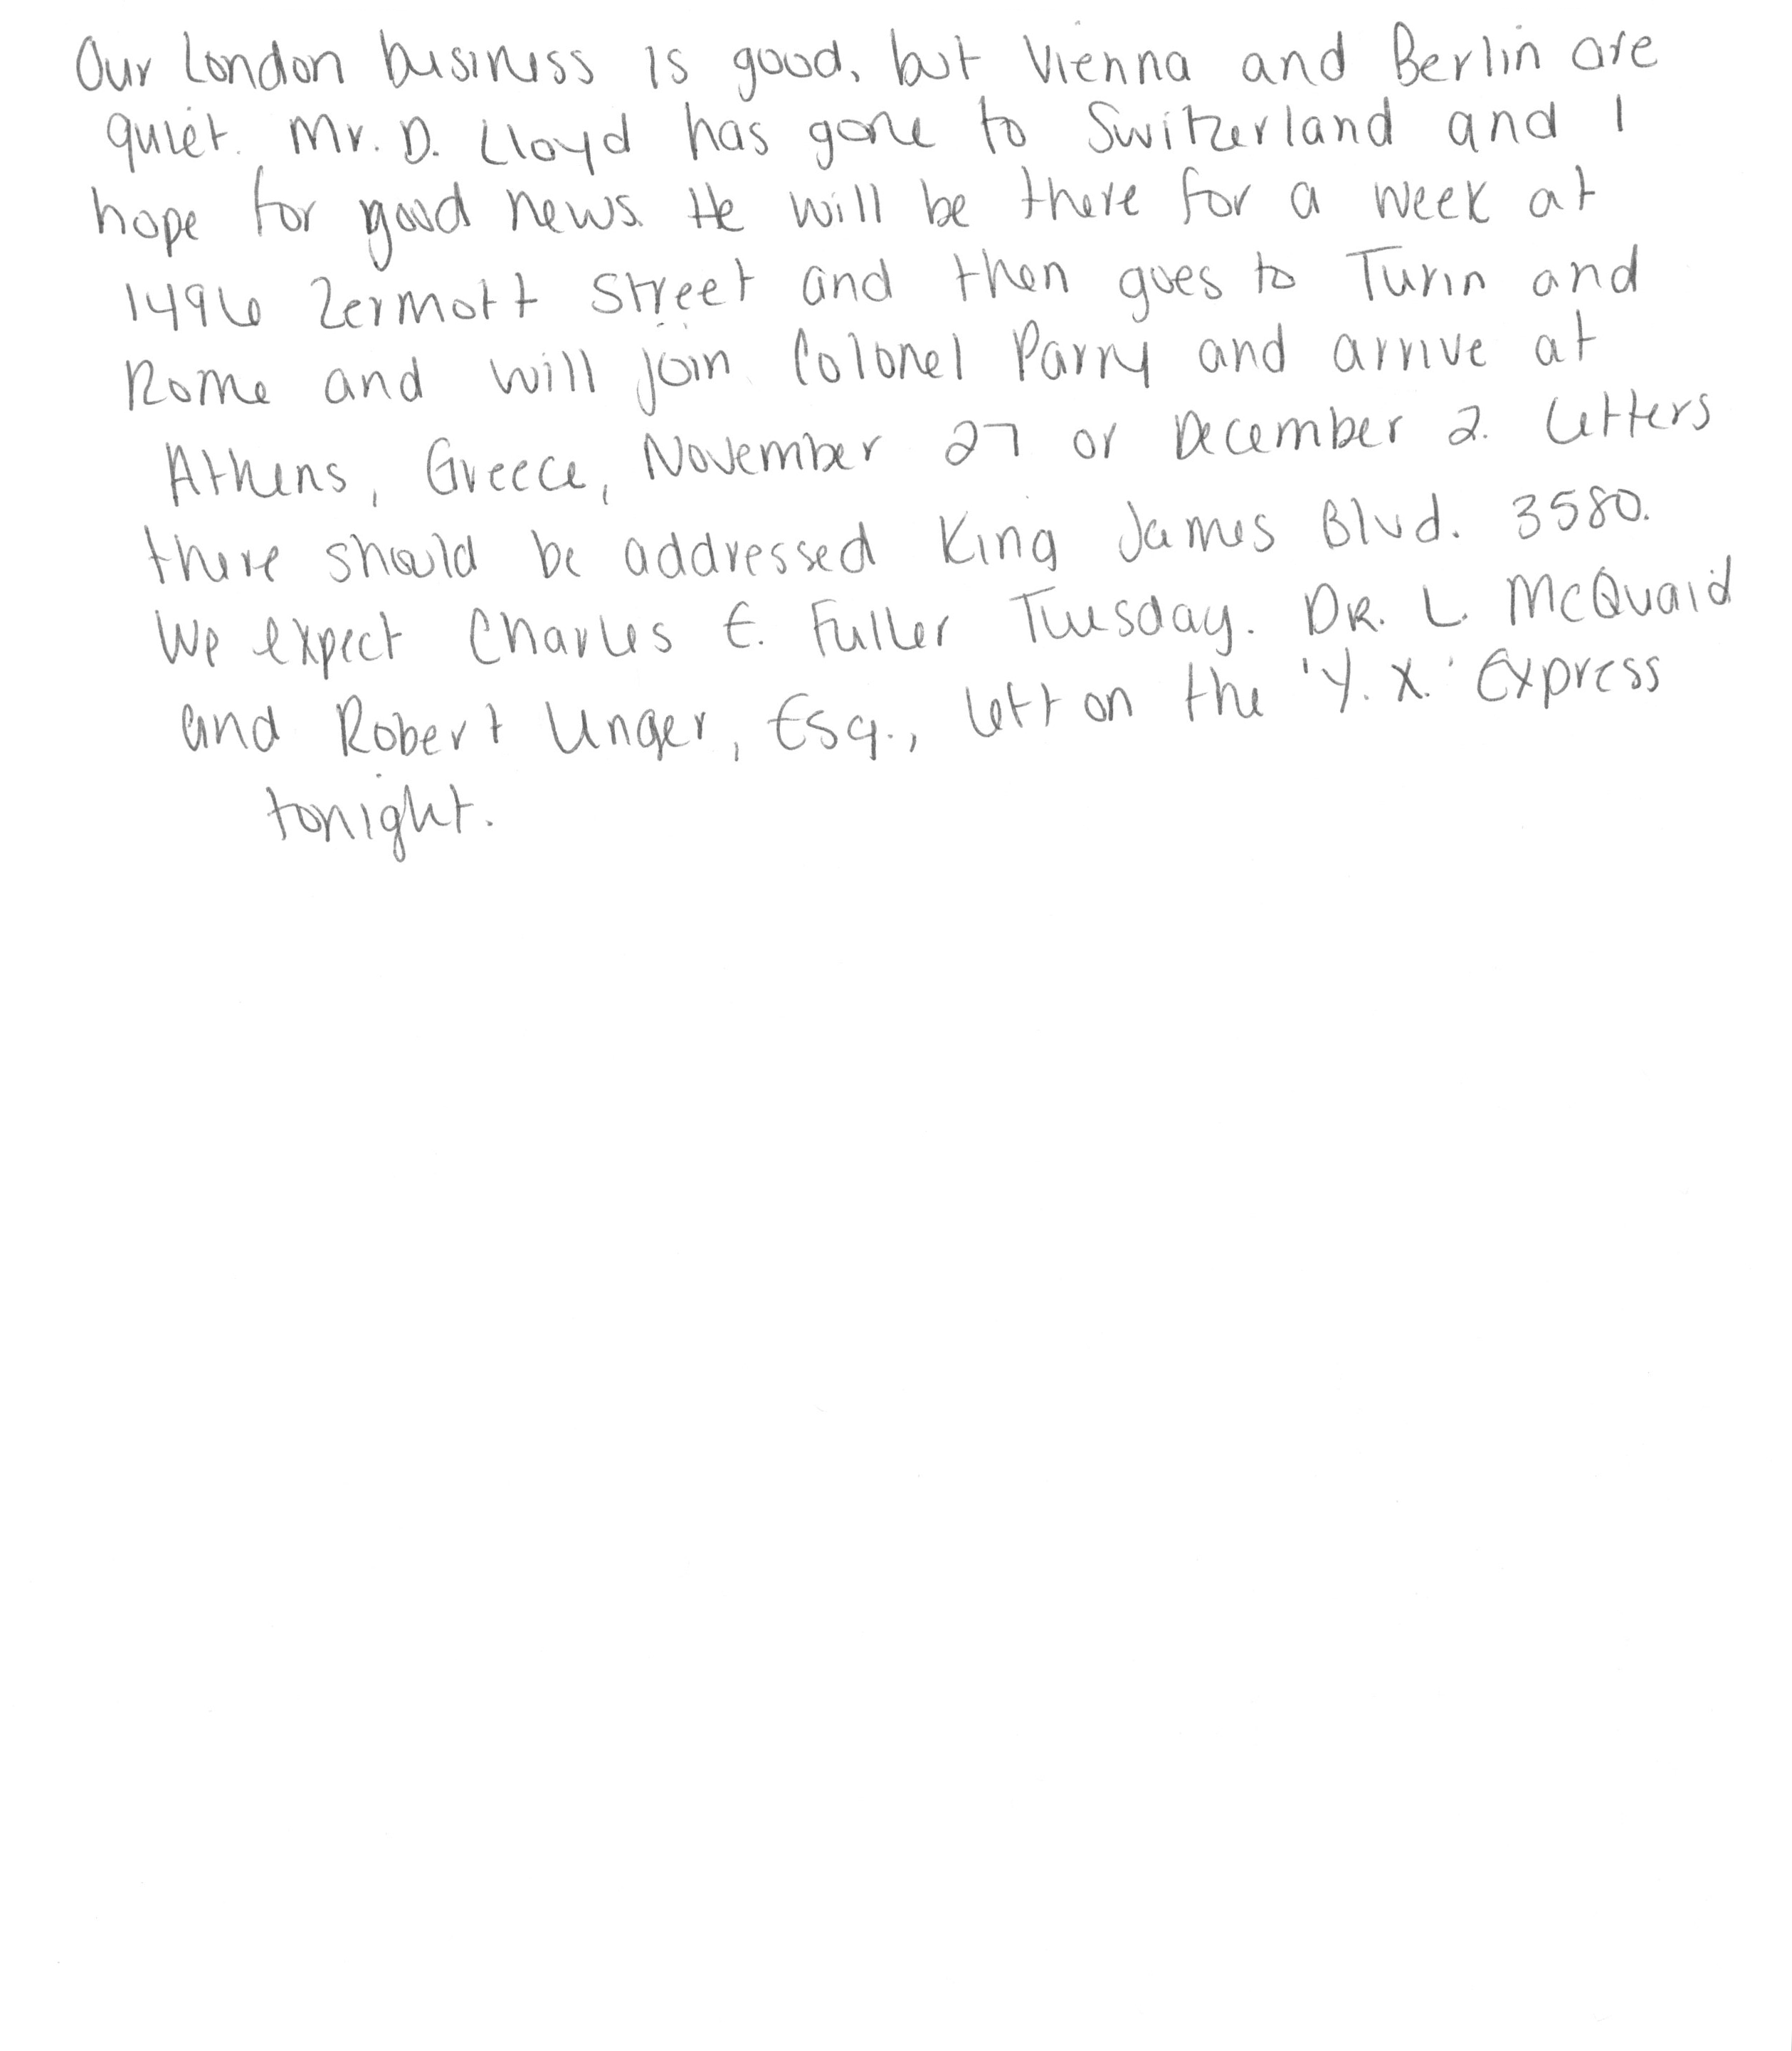 Our London business is good, but Vienna and Berlin are
quiet. Mr. D. Lloyd has gone to Switzerland and I
hope for good news. He will be there for a week at
1496 Zermott Street and then goes to Turin and
Rome and will join Colonel Parry and arrive at
Athens, Greece, November 27 or December 2. Letters
there should be addressed King James Blvd. 3580.
We expect Charles E. Fuller Tuesday. DR. L. McQuaid
and Robert Unger, Esq., left on the 'Y. X.' Express
tonight.